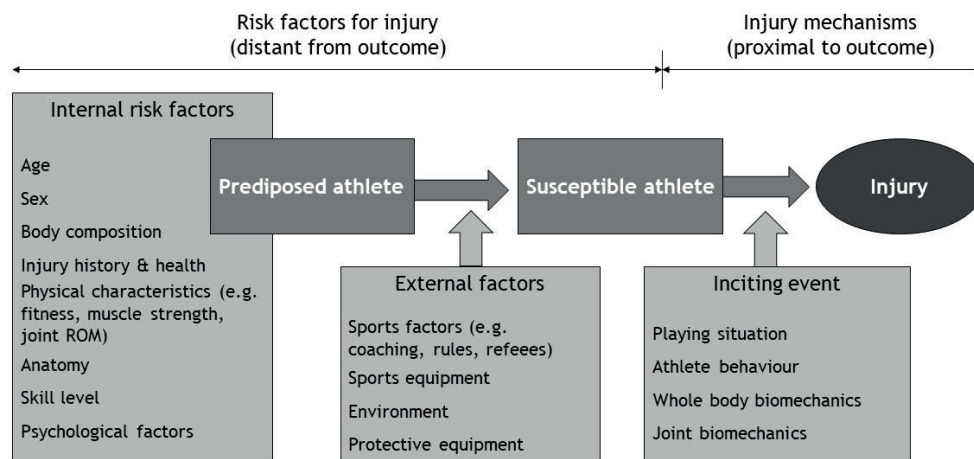 Risk factors for injury
(distant from outcome)
Injury mechanisms
(proximal to outcome)
Internal risk factors
Age
Sex
Body composition
Injury history & health
Physical characteristics (e.g.
fitness, muscle strength,
joint ROM)
Anatomy
Skill level
Psychological factors
Prediposed athlete
Susceptible athlete
Injury
External factors
Sports factors (e.g.
coaching, rules, refeees)
Sports equipment
Environment
Protective equipment
Inciting event
Playing situation
Athlete behaviour
Whole body biomechanics
Joint biomechanics